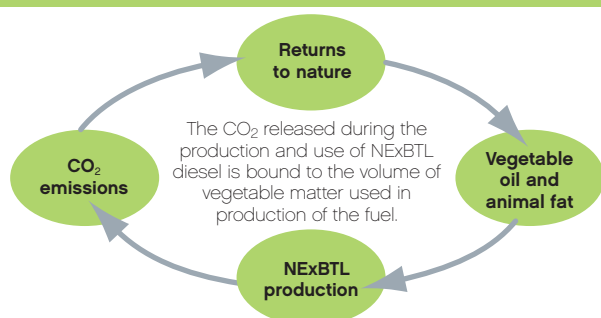 Returns
to nature
The CO₂ released during the
production and use of NExBTL
diesel is bound to the volume of
vegetable matter used in
production of the fuel.
CO₂
emissions
Vegetable
oil and
animal fat
NExBTL
production